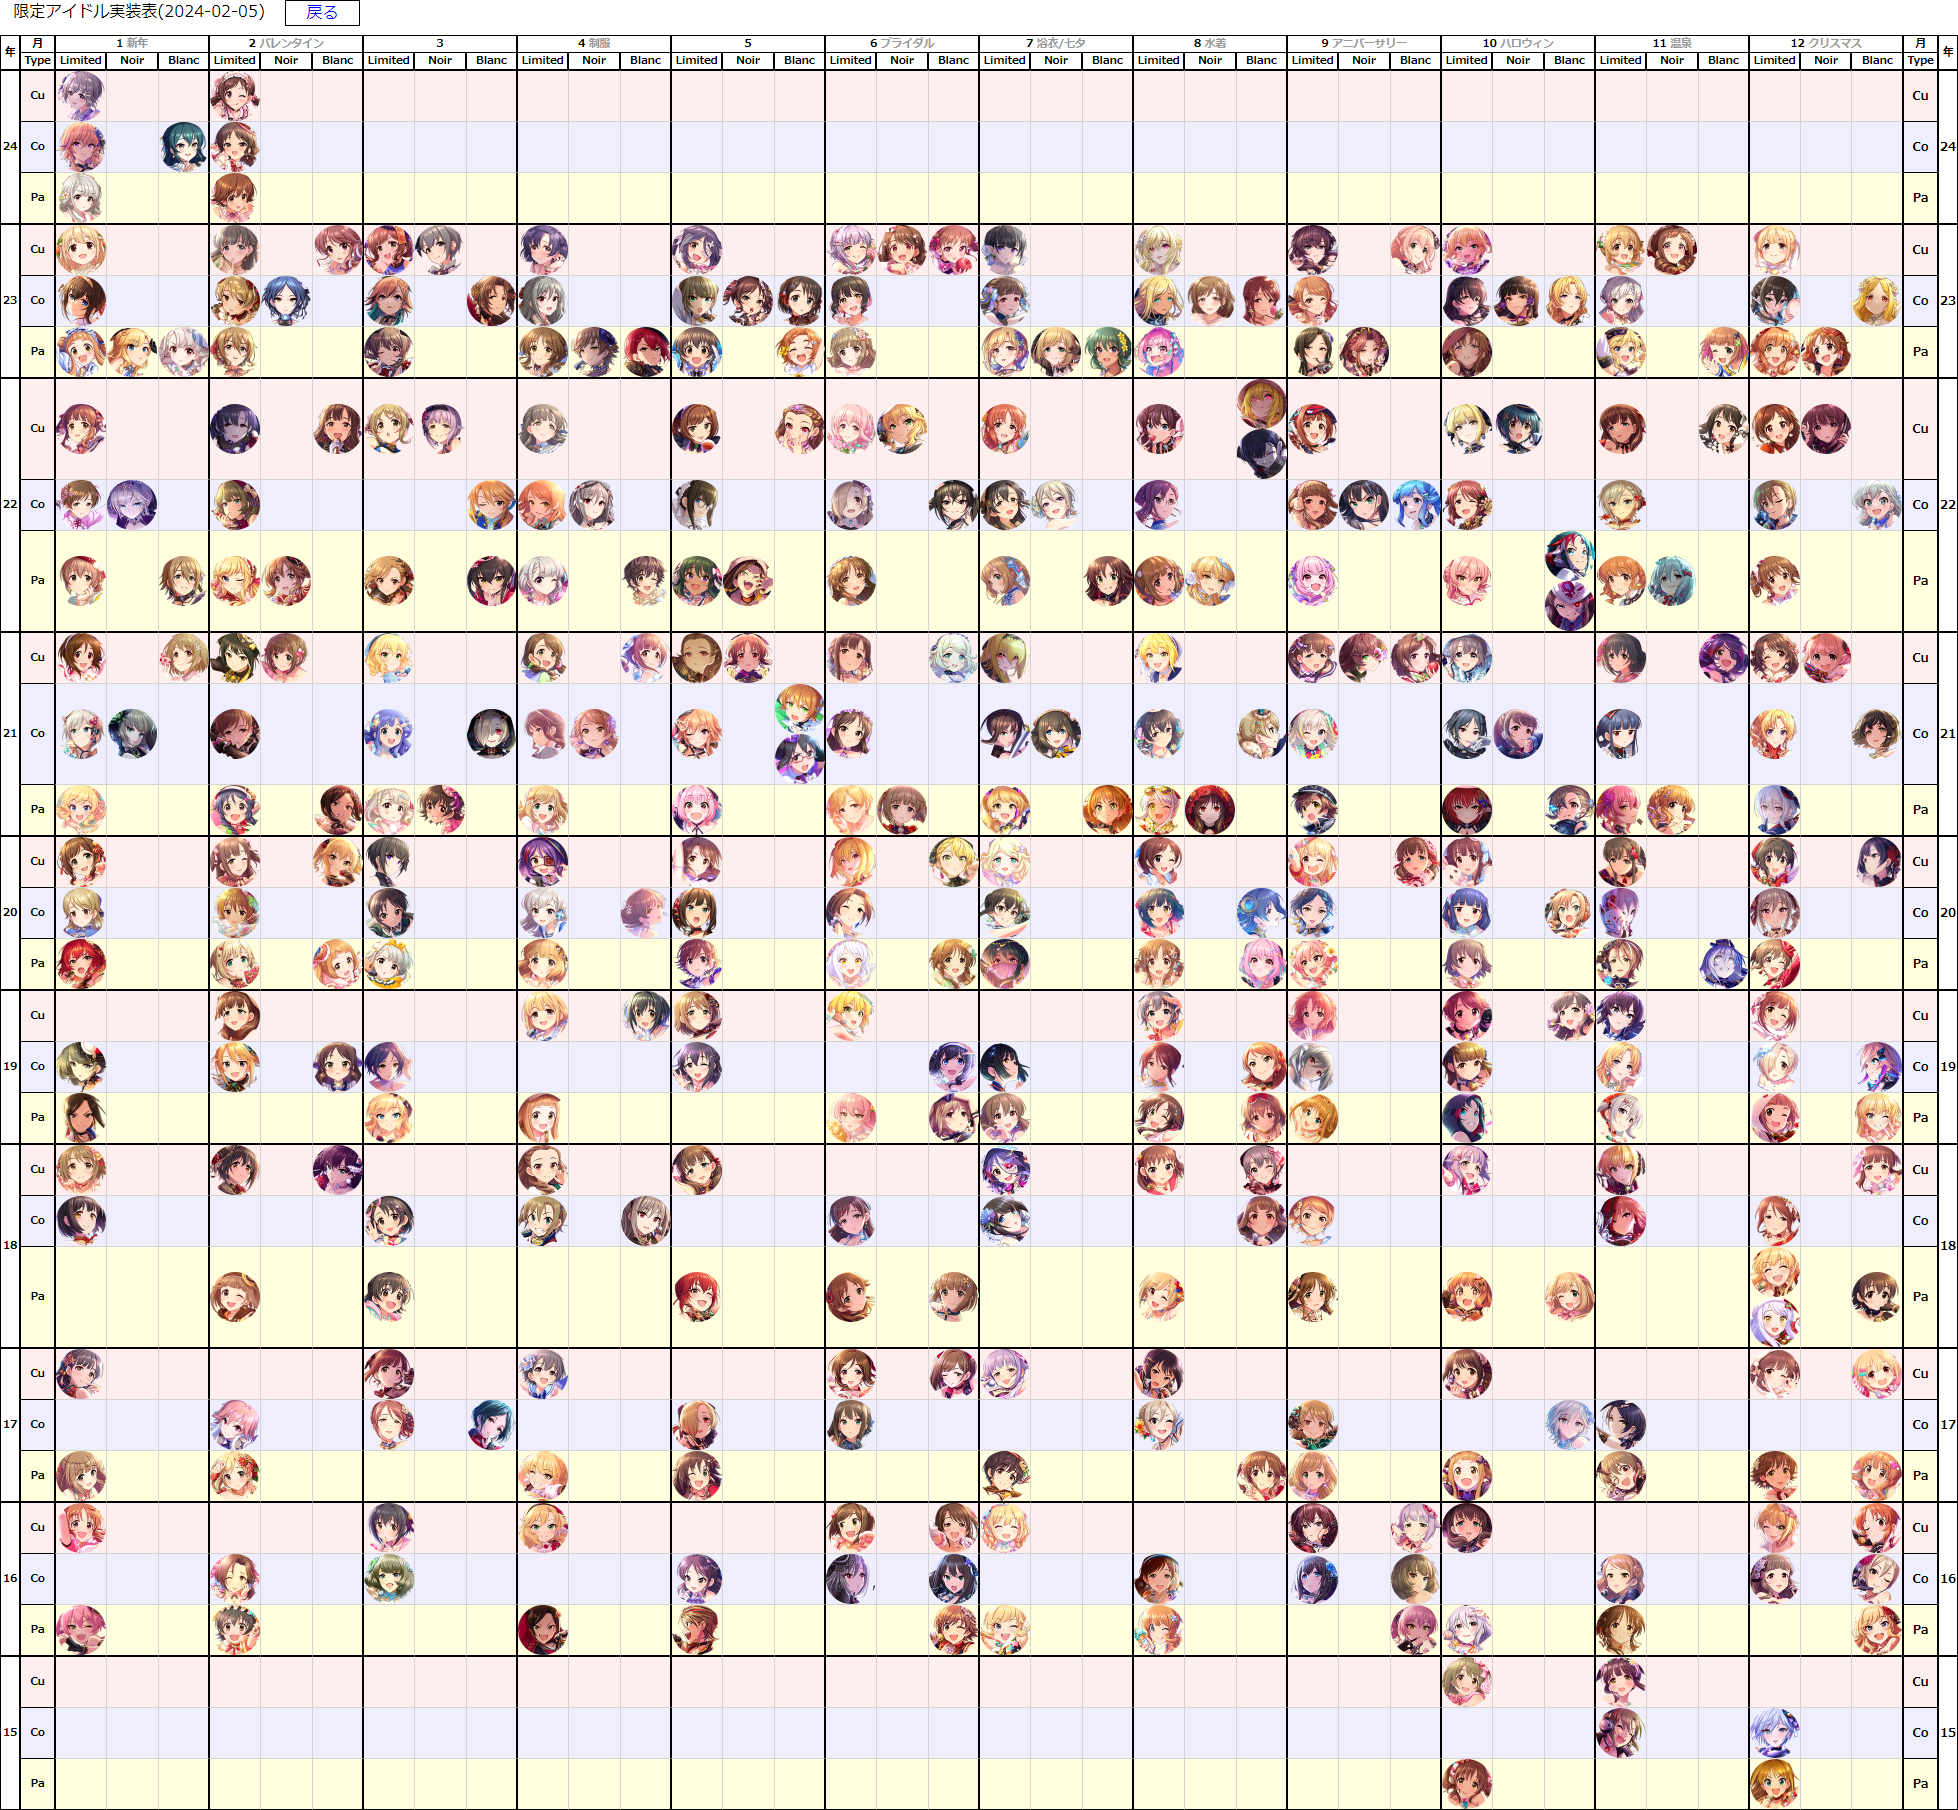 限定アイドル実装表(2024-02-05) 戻る
年 月 1 新年 2 バレンタイン 3 4 制服 5 6 ブライダル 7 浴衣/七夕 8 水着 9 アニバーサリー 10 ハロウィン 11 温泉 12 クリスマス 月 年
Type Limited Noir Blanc Limited Noir Blanc Limited Noir Blanc Limited Noir Blanc Limited Noir Blanc Limited Noir Blanc Limited Noir Blanc Limited Noir Blanc Limited Noir Blanc Limited Noir Blanc Limited Noir Blanc Limited Noir Blanc Type
Cu Cu
24 Co Co 24
Pa Pa
Cu Cu
23 Co Co 23
Pa Pa
Cu Cu
22 Co Co 22
Pa Pa
Cu Cu
21 Co Co 21
Pa Pa
Cu Cu
20 Co Co 20
Pa Pa
Cu Cu
19 Co Co 19
Pa Pa
Cu Cu
Co Co
18 18
Pa Pa
Cu Cu
17 Co Co 17
Pa Pa
Cu Cu
16 Co Co 16
Pa Pa
Cu Cu
15 Co Co 15
Pa Pa